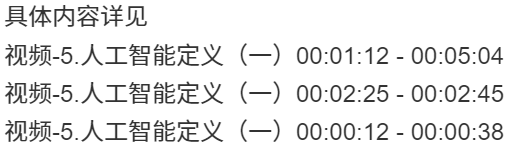 具体内容详见
视频-5.人工智能定义（一）00:01:12 - 00:05:04
视频-5.人工智能定义（一）00:02:25 - 00:02:45
视频-5.人工智能定义（一）00:00:12 - 00:00:38